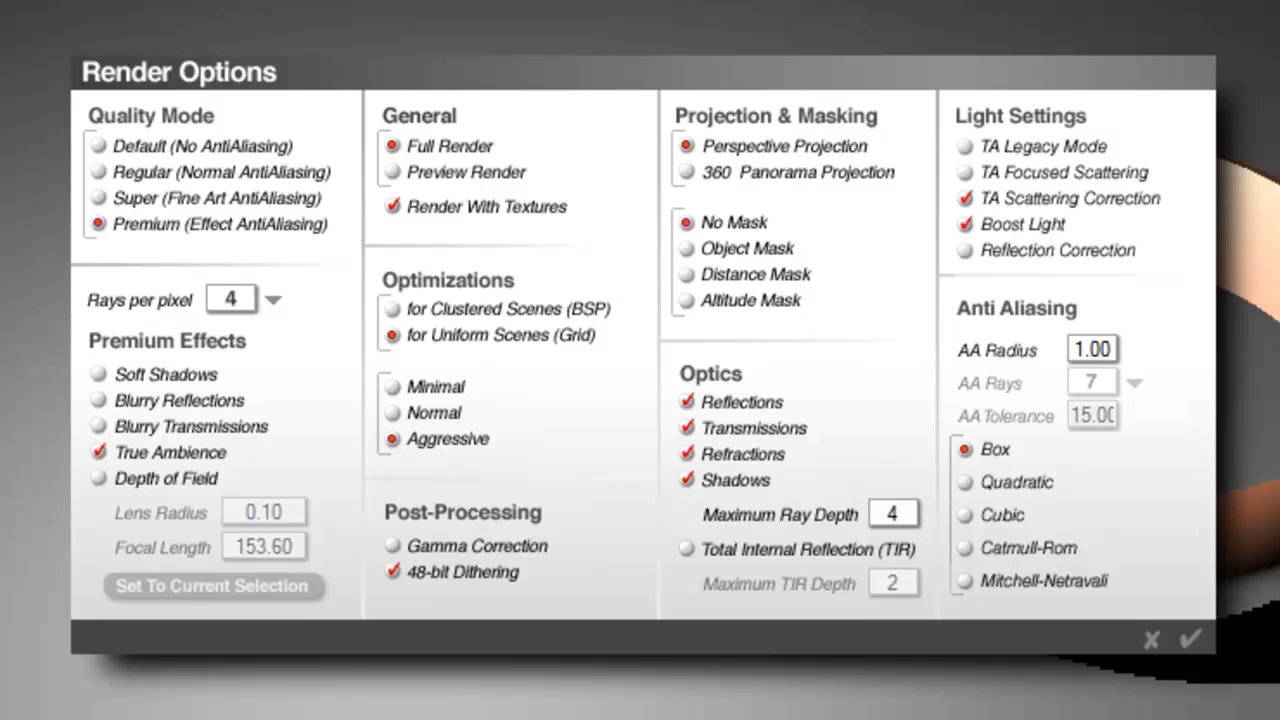 Render Options
Quality Mode
Default (No AntiAliasing)
Regular (Normal AntiAliasing)
Super (Fine Art AntiAliasing)
Premium (Effect AntiAliasing)
Rays per pixel 4
Premium Effects
Soft Shadows
Blurry Reflections
Blurry Transmissions
True Ambience
Depth of Field
Lens Radius 0.10
Focal Length 153.60
Set To Current Selection
General
Full Render
Preview Render
Render With Textures
Optimizations
for Clustered Scenes (BSP)
for Uniform Scenes (Grid)
Minimal
Normal
Aggressive
Post-Processing
Gamma Correction
48-bit Dithering
Projection & Masking
Perspective Projection
360 Panorama Projection
No Mask
Object Mask
Distance Mask
Altitude Mask
Optics
Reflections
Transmissions
Refractions
Shadows
Maximum Ray Depth 4
Total Internal Reflection (TIR)
Maximum TIR Depth 2
Light Settings
TA Legacy Mode
TA Focused Scattering
TA Scattering Correction
Boost Light
Reflection Correction
Anti Aliasing
AA Radius 1.00
AA Rays 7
AA Tolerance 15.00
Box
Quadratic
Cubic
Catmull-Rom
Mitchell-Netravali